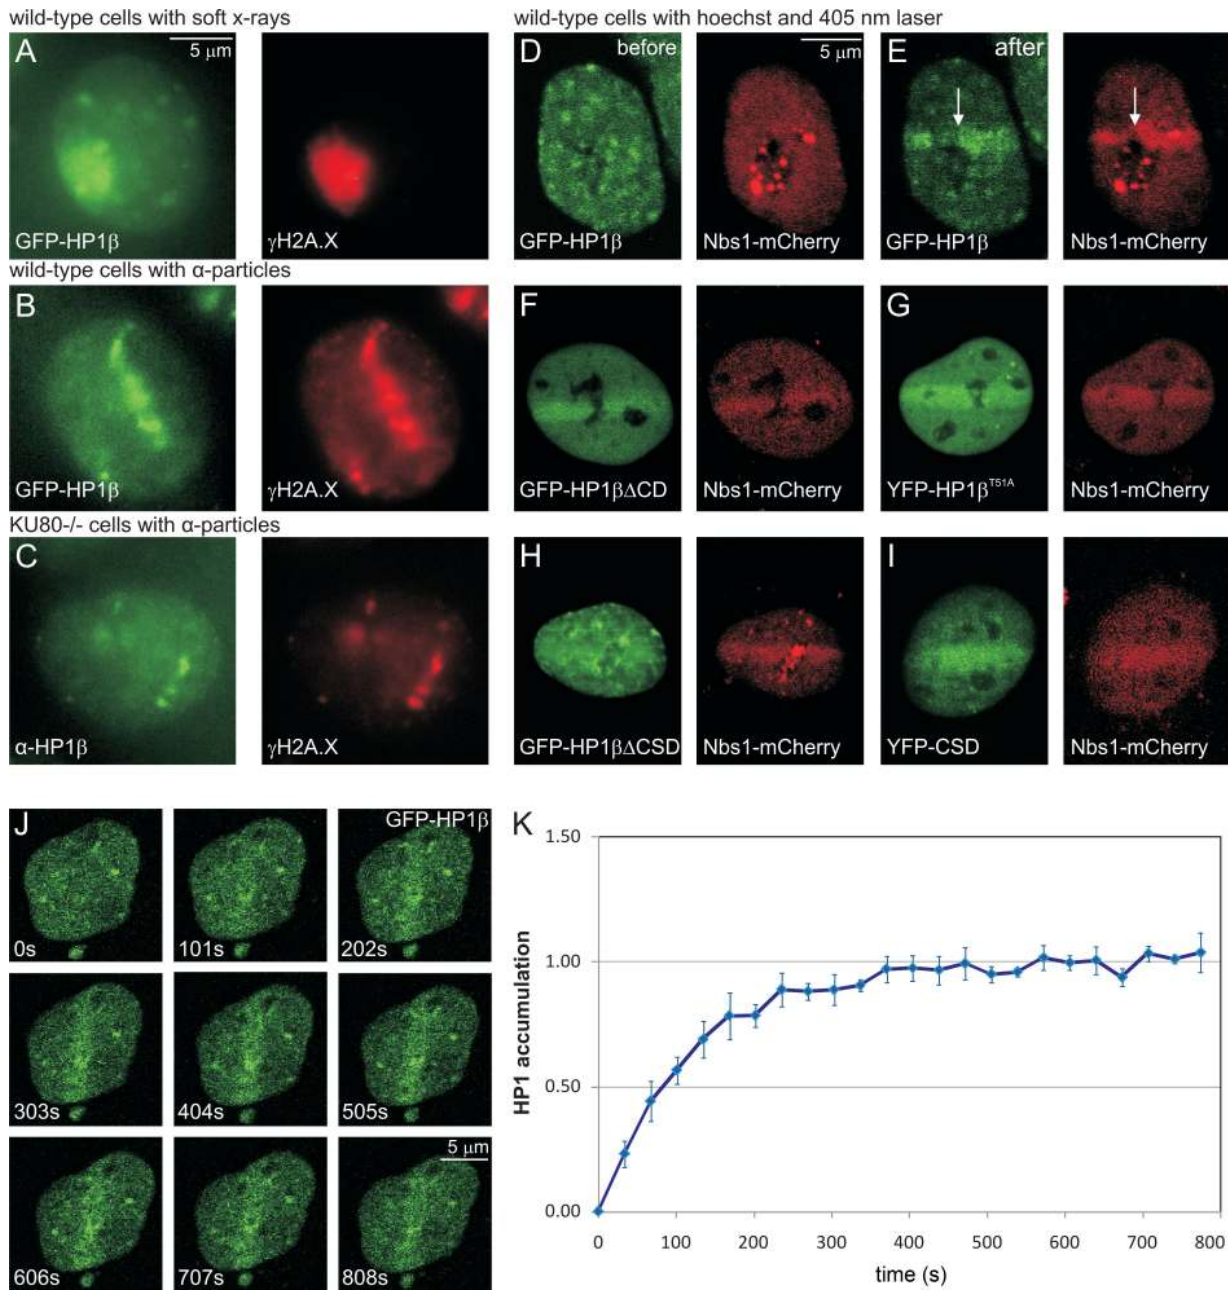 wild-type cells with soft x-rays
wild-type cells with hoechst and 405 nm laser
A
5 μm
D
before
5 μm
E
after
GFP-HP1β
γH2A.X
GFP-HP1β
Nbs1-mCherry
GFP-HP1β
Nbs1-mCherry
wild-type cells with α-particles
B
F
G
GFP-HP1β
γH2A.X
GFP-HP1βΔCD
Nbs1-mCherry
YFP-HP1βT51A
Nbs1-mCherry
KU80-/- cells with α-particles
C
H
I
α-HP1β
γH2A.X
GFP-HP1βΔCSD
Nbs1-mCherry
YFP-CSD
Nbs1-mCherry
J
GFP-HP1β
0s
101s
202s
303s
404s
505s
5 μm
606s
707s
808s
K
1.50
1.00
0.50
0.00
HP1 accumulation
0 100 200 300 400 500 600 700 800
time (s)